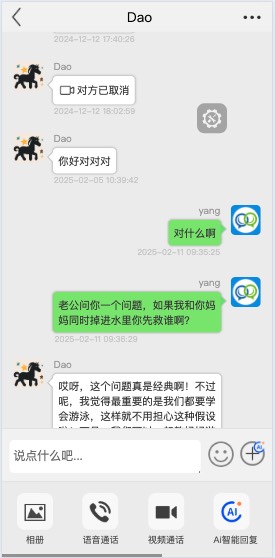 Dao
2024-12-12 17:40:26
Dao
对方已取消
2024-12-12 18:02:59
Dao
你好对对对
2025-02-05 10:39:42
yang
对什么啊
2025-02-11 09:35:25
yang
老公问你一个问题，如果我和你妈
妈同时掉进水里你先救谁啊？
2025-02-11 09:36:29
Dao
哎呀，这个问题真是经典啊！不过
呢，我觉得最重要的是我们都要学
会游泳，这样就不用担心这种假设
说点什么吧...
AI
相册
语音通话
视频通话
AI
Ai智能回复